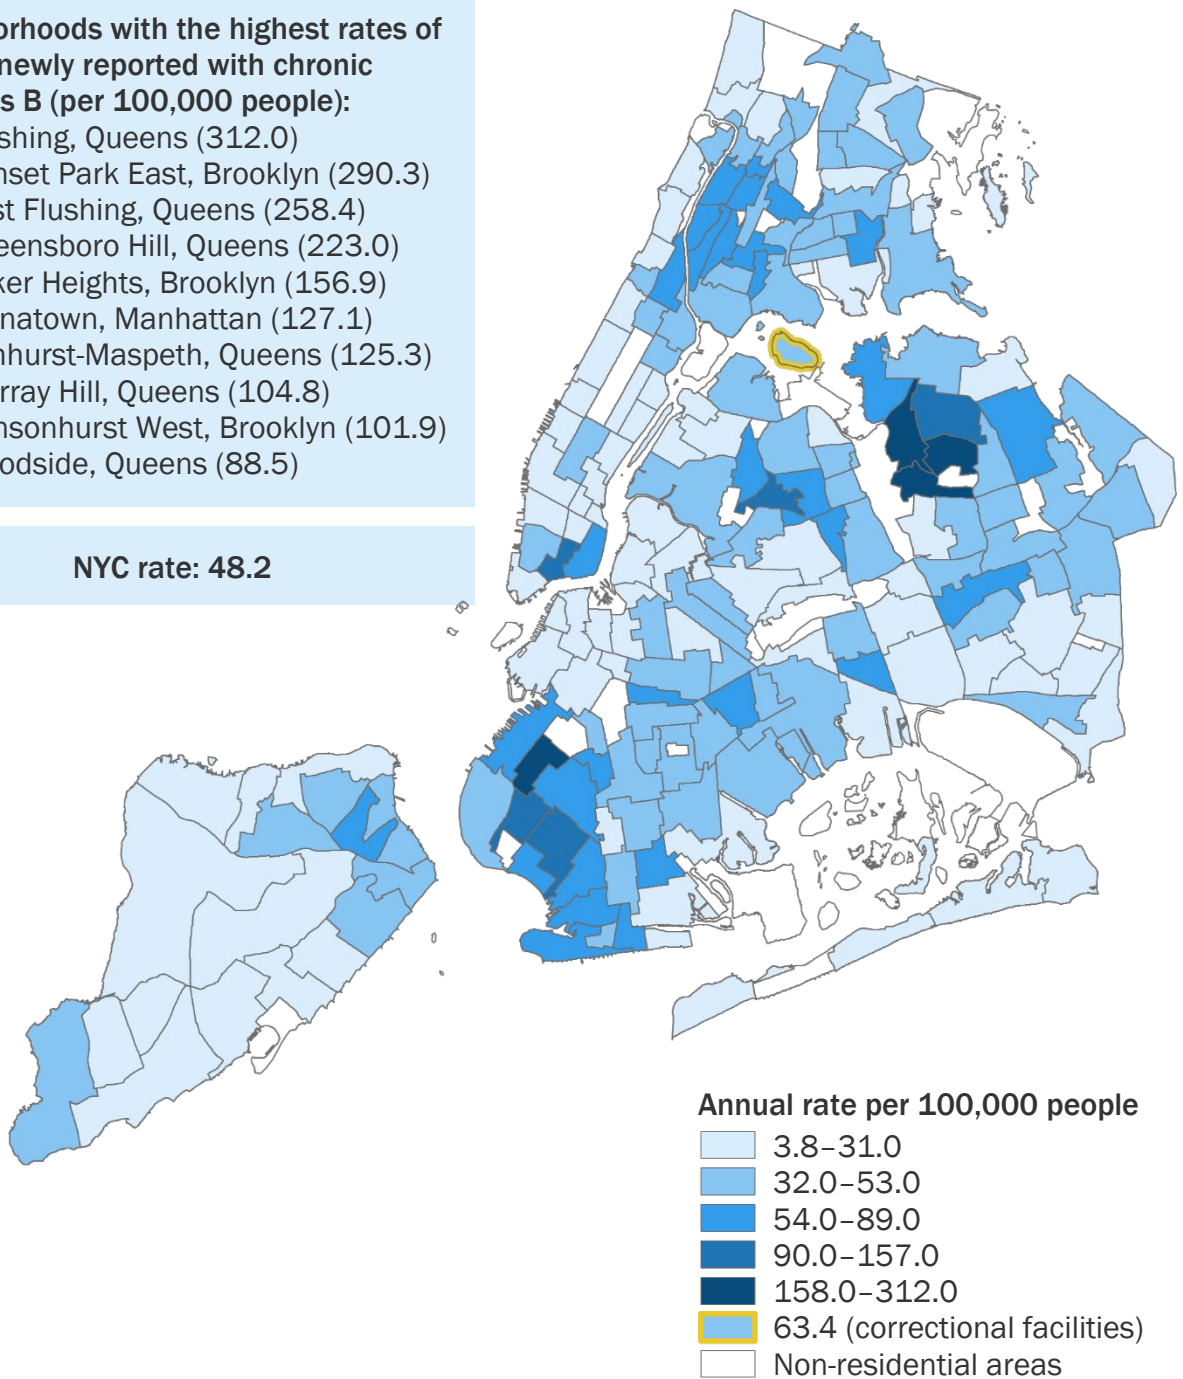 orhoods with the highest rates of
newly reported with chronic
s B (per 100,000 people):
shing, Queens (312.0)
nset Park East, Brooklyn (290.3)
st Flushing, Queens (258.4)
eensboro Hill, Queens (223.0)
ker Heights, Brooklyn (156.9)
natown, Manhattan (127.1)
nhurst-Maspeth, Queens (125.3)
rray Hill, Queens (104.8)
nsonhurst West, Brooklyn (101.9)
odside, Queens (88.5)
NYC rate: 48.2
Annual rate per 100,000 people
3.8–31.0
32.0–53.0
54.0–89.0
90.0–157.0
158.0–312.0
63.4 (correctional facilities)
Non-residential areas